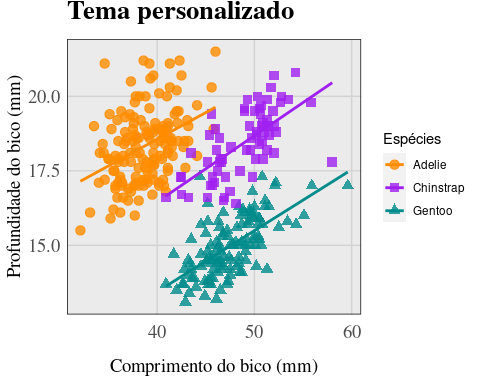 Tema personalizado
Profundidade do bico (mm)
20.0
17.5
15.0
40
50
60
Comprimento do bico (mm)
Espécies
Adelie
Chinstrap
Gentoo